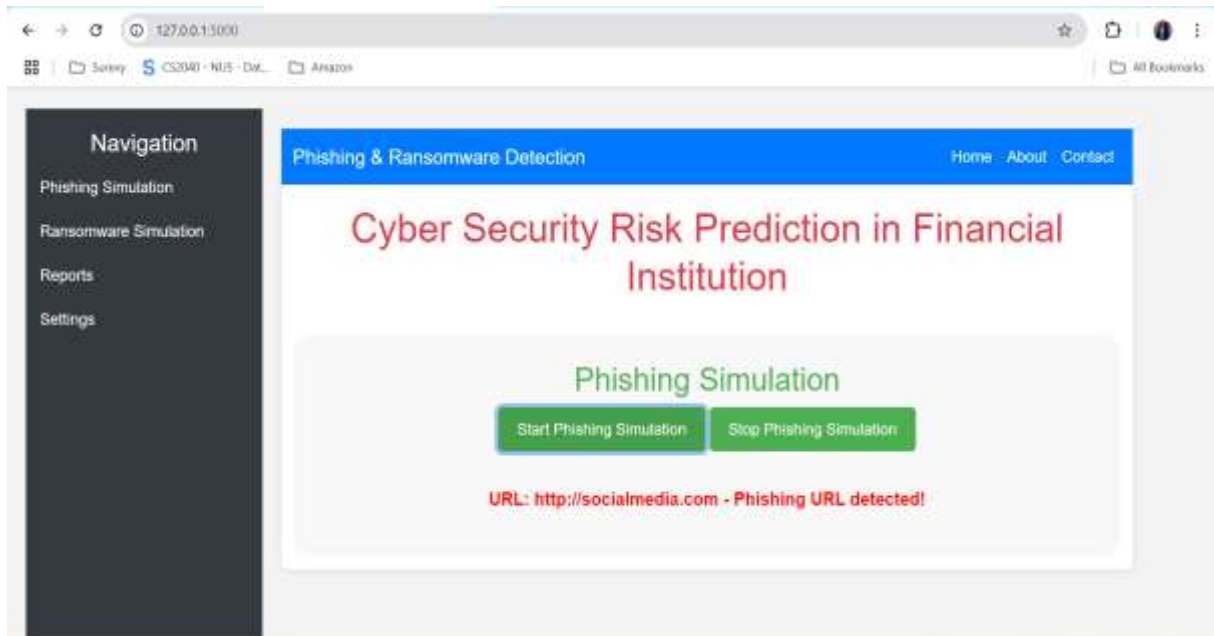 127.0.0.1:5000
Sunny
CS2040 - NUS - Dat...
Amazon
All Bookmarks
Navigation
Phishing Simulation
Ransomware Simulation
Reports
Settings
Phishing & Ransomware Detection
Home About Contact
Cyber Security Risk Prediction in Financial
Institution
Phishing Simulation
Start Phishing Simulation
Stop Phishing Simulation
URL: http://socialmedia.com - Phishing URL detected!